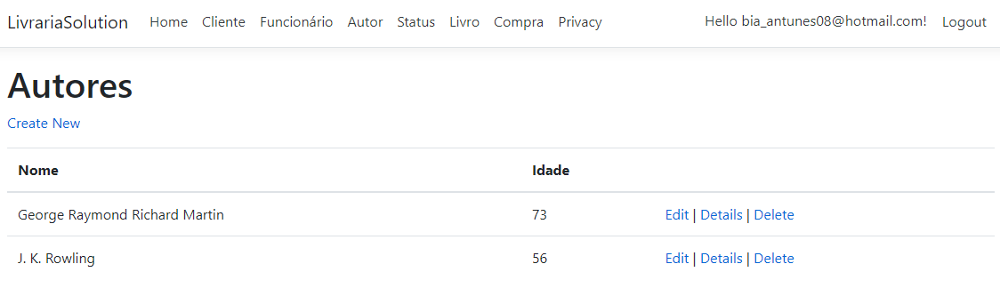 LivrariaSolution Home Cliente Funcionário Autor Status Livro Compra Privacy Hello bia_antunes08@hotmail.com! Logout
Autores
Create New
Nome Idade
George Raymond Richard Martin 73 Edit | Details | Delete
J. K. Rowling 56 Edit | Details | Delete